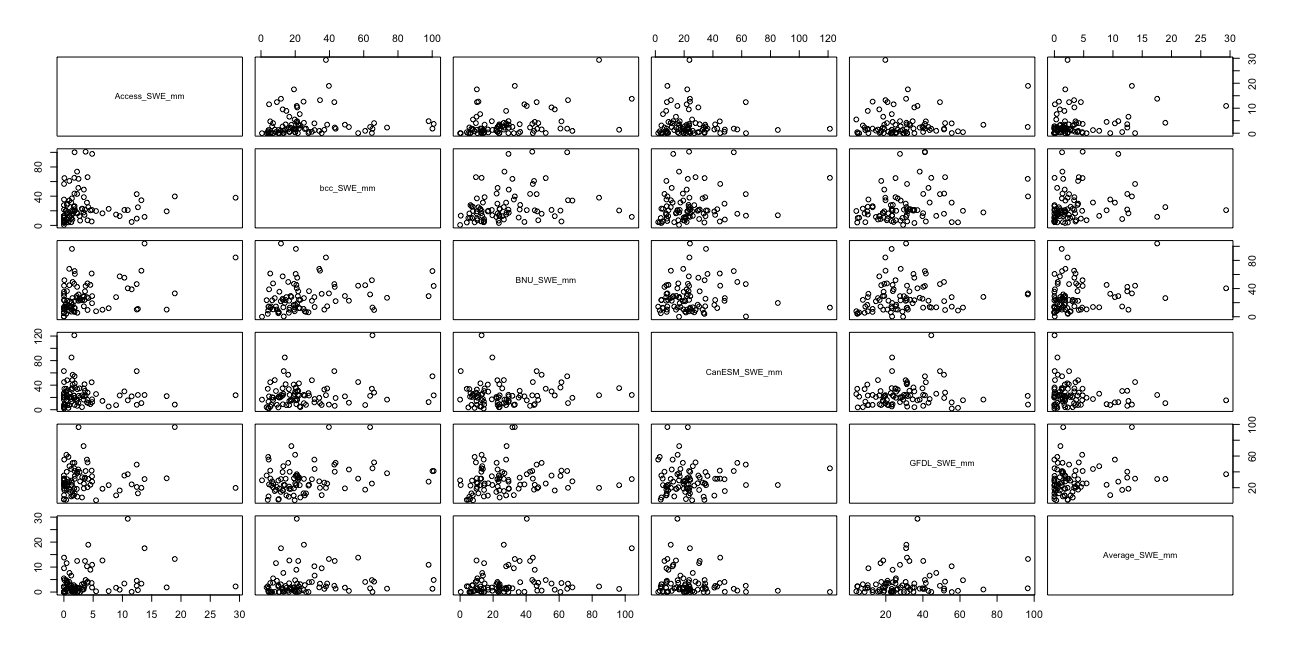 0 20 40 60 80 100 0 20 40 60 80 100 120 0 5 10 15 20 25 30
Access_SWE_mm 0 10 20 30
0 40 80 bcc_SWE_mm
BNU_SWE_mm 0 40 80
0 40 80 120 CanESM_SWE_mm
GFDL_SWE_mm 20 60 100
0 10 20 30 Average_SWE_mm
0 5 10 15 20 25 30 0 20 40 60 80 100 20 40 60 80 100